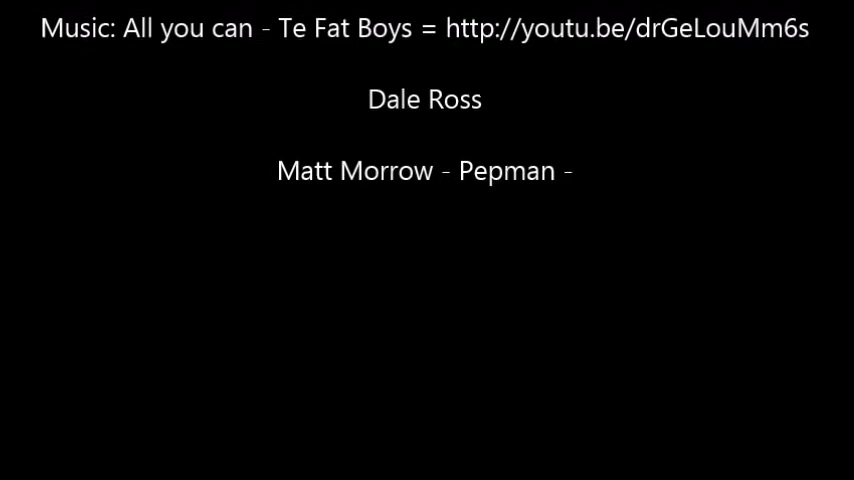 Music: All you can - Te Fat Boys = http://youtu.be/drGeLouMm6s
Dale Ross
Matt Morrow - Pepman -